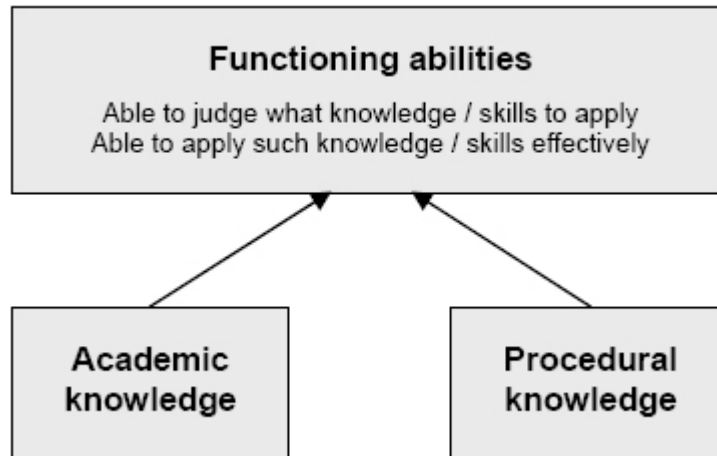 Functioning abilities
Able to judge what knowledge / skills to apply
Able to apply such knowledge / skills effectively
Academic
knowledge
Procedural
knowledge